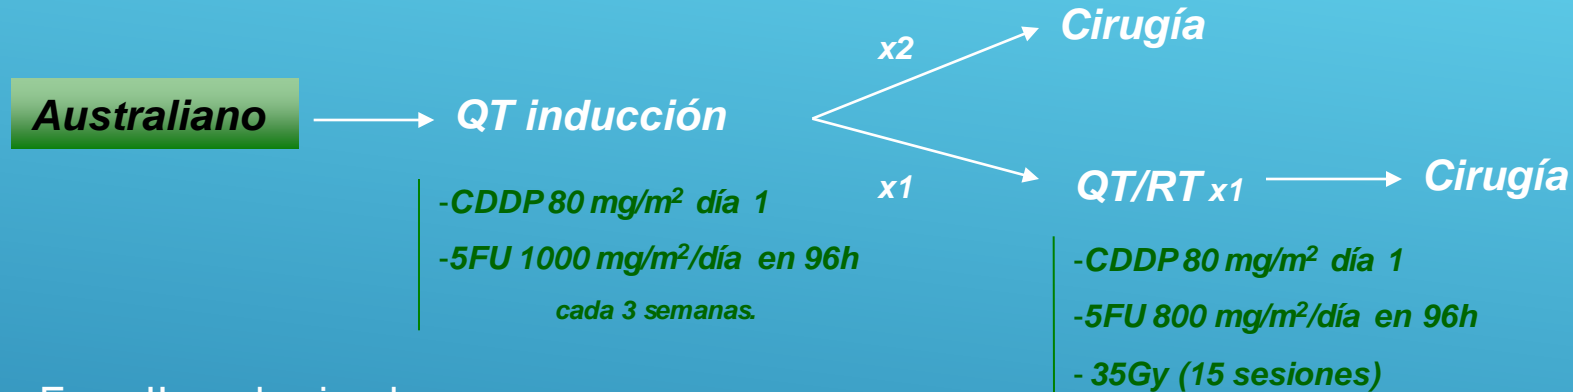 Australiano
QT inducción
x2
Cirugía
x1
QT/RT x1
Cirugía
-CDDP 80 mg/m² día 1
-5FU 1000 mg/m²/día en 96h
cada 3 semanas.
-CDDP 80 mg/m² día 1
-5FU 800 mg/m²/día en 96h
- 35Gy (15 sesiones)